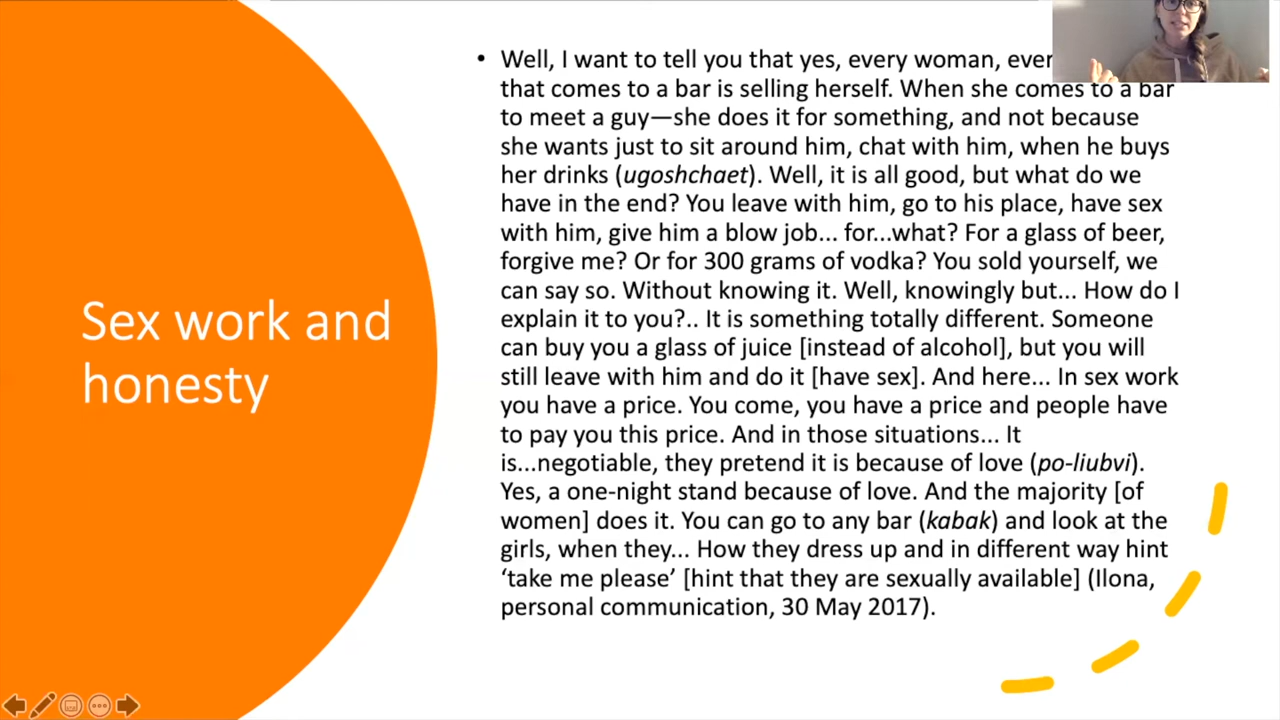 Sex work and
honesty
• Well, I want to tell you that yes, every woman,
that comes to a bar is selling herself. When she comes to a bar
to meet a guy—she does it for something, and not because
she wants just to sit around him, chat with him, when he buys
her drinks (ugoshchaet). Well, it is all good, but what do we
have in the end? You leave with him, go to his place, have sex
with him, give him a blow job... for...what? For a glass of beer,
forgive me? Or for 300 grams of vodka? You sold yourself, we
can say so. Without knowing it. Well, knowingly but... How do I
explain it to you?.. It is something totally different. Someone
can buy you a glass of juice [instead of alcohol], but you will
still leave with him and do it [have sex]. And here... In sex work
you have a price. You come, you have a price and people have
to pay you this price. And in those situations... It
is...negotiable, they pretend it is because of love (po-liubvi).
Yes, a one-night stand because of love. And the majority [of
women] does it. You can go to any bar (kabak) and look at the
girls, when they... How they dress up and in different way hint
‘take me please’ [hint that they are sexually available] (Ilona,
personal communication, 30 May 2017).